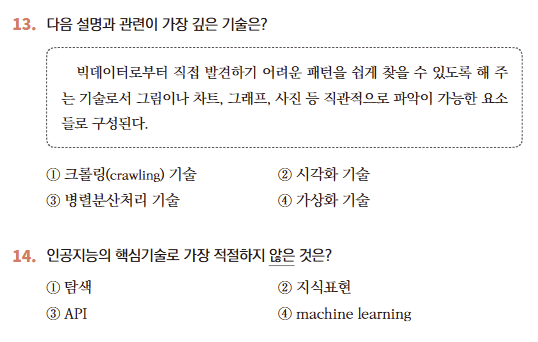 13. 다음 설명과 관련이 가장 깊은 기술은?
빅데이터로부터 직접 발견하기 어려운 패턴을 쉽게 찾을 수 있도록 해 주
는 기술로서 그림이나 차트, 그래프, 사진 등 직관적으로 파악이 가능한 요소
들로 구성된다.
① 크롤링(crawling) 기술 ② 시각화 기술
③ 병렬분산처리 기술 ④ 가상화 기술
14. 인공지능의 핵심기술로 가장 적절하지 않은 것은?
① 탐색 ② 지식표현
③ API ④ machine learning